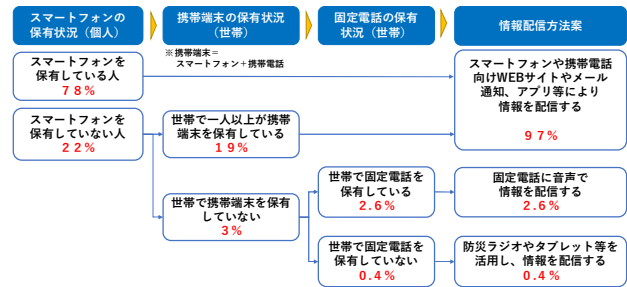 スマートフォンの
保有状況（個人）
携帯端末の保有状況
（世帯）
固定電話の保有
状況（世帯）
情報配信方法案
※携帯端末＝
スマートフォン＋携帯電話
スマートフォンを
保有している人
78%
スマートフォンや携帯電話
向けWEBサイトやメール
通知、アプリ等により
情報を配信する
97%
スマートフォンを
保有していない人
22%
世帯で一人以上が携帯
端末を保有している
19%
世帯で携帯端末を保有
していない
3%
世帯で固定電話を
保有している
2.6%
固定電話に音声で
情報を配信する
2.6%
世帯で固定電話を
保有していない
0.4%
防災ラジオやタブレット等を
活用し、情報を配信する
0.4%